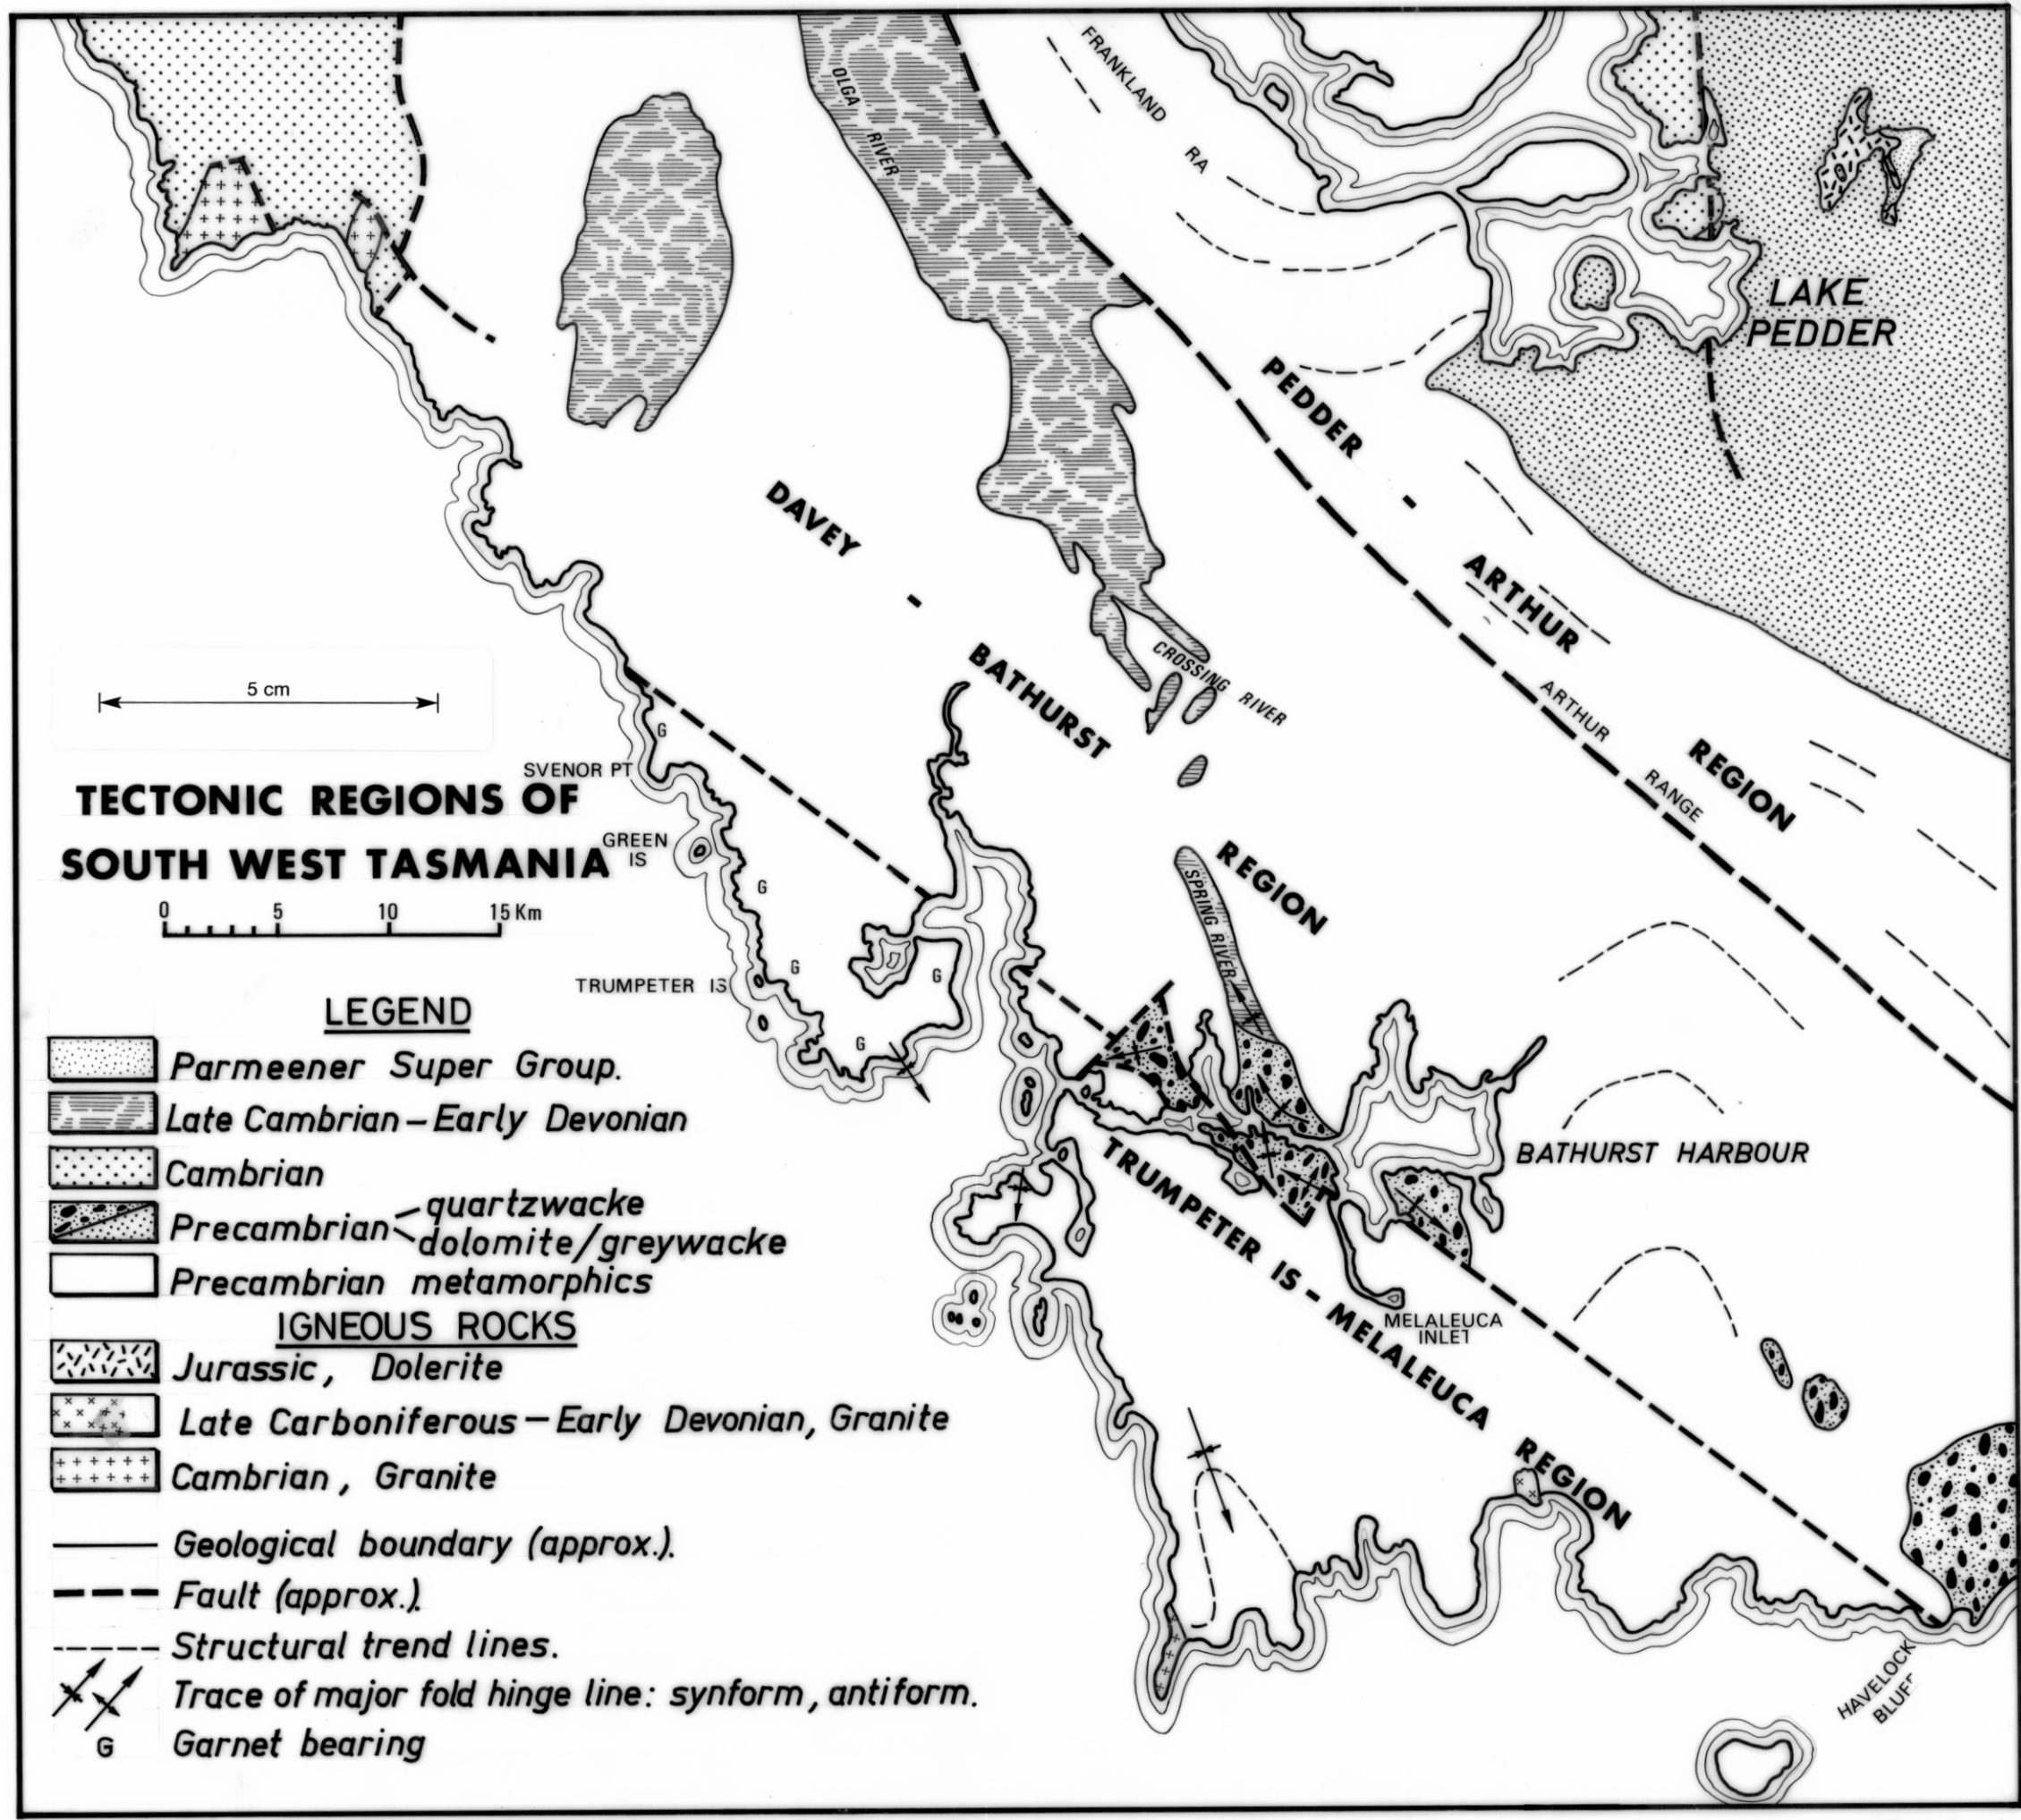 OLGA
RIVER
FRANKLAND
RA
LAKE
PEDDER
PEDDER
-
ARTHUR
REGION
ARTHUR
RANGE
DAVEY
-
BATHURST
REGION
CROSSING RIVER
SPRING RIVER
5 cm
G
SVENOR PT
TECTONIC REGIONS OF
SOUTH WEST TASMANIA
GREEN
IS
G
0 5 10 15 Km
TRUMPETER IS
G
G
G
BATHURST HARBOUR
TRUMPETER IS - MELALEUCA REGION
MELALEUCA
INLET
HAVELOCK
BLUFF
LEGEND
Parmeener Super Group.
Late Cambrian - Early Devonian
Cambrian
Precambrian
quartzwacke
dolomite/greywacke
Precambrian metamorphics
IGNEOUS ROCKS
Jurassic, Dolerite
Late Carboniferous - Early Devonian, Granite
Cambrian, Granite
Geological boundary (approx.).
Fault (approx.).
Structural trend lines.
Trace of major fold hinge line: synform, antiform.
G Garnet bearing